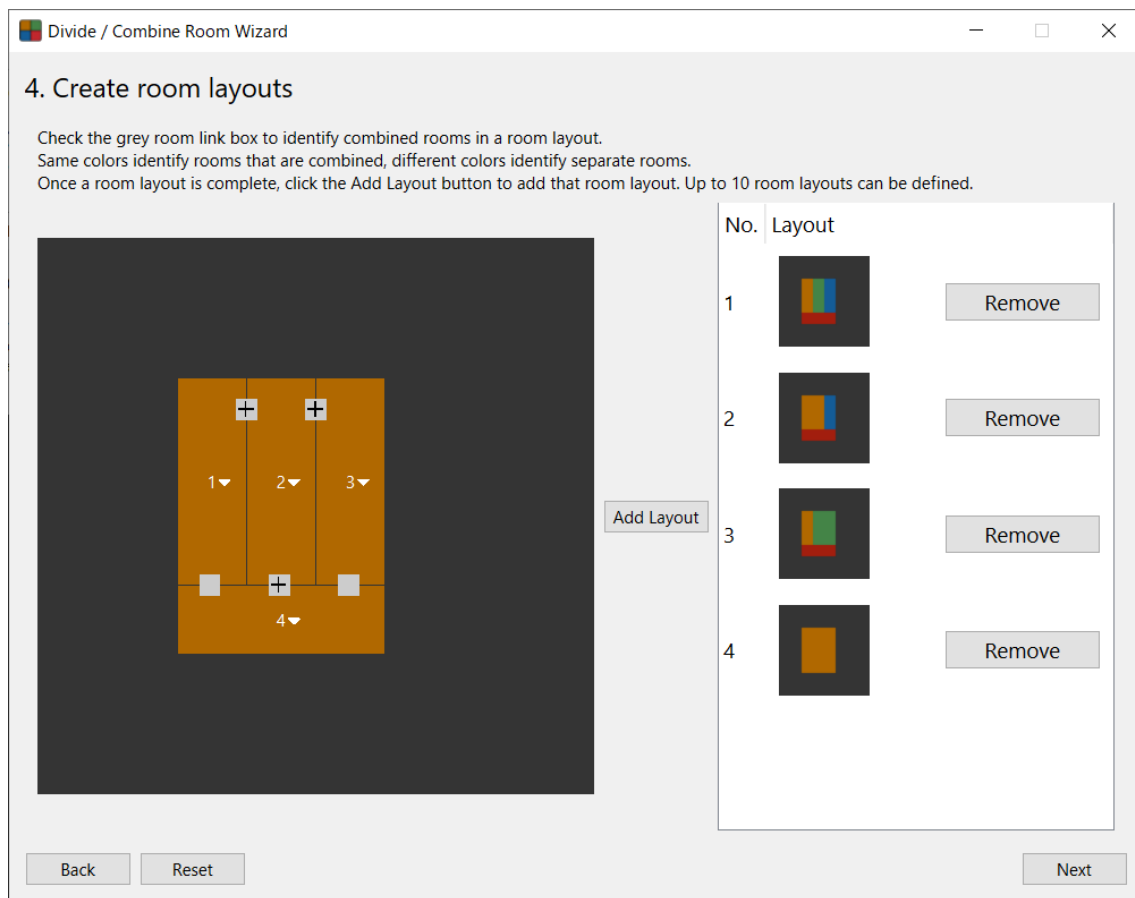 Divide / Combine Room Wizard
4. Create room layouts
Check the grey room link box to identify combined rooms in a room layout.
Same colors identify rooms that are combined, different colors identify separate rooms.
Once a room layout is complete, click the Add Layout button to add that room layout. Up to 10 room layouts can be defined.
No. Layout
1 Remove
2 Remove
1 2 3
Add Layout
3 Remove
4
4 Remove
Back Reset Next